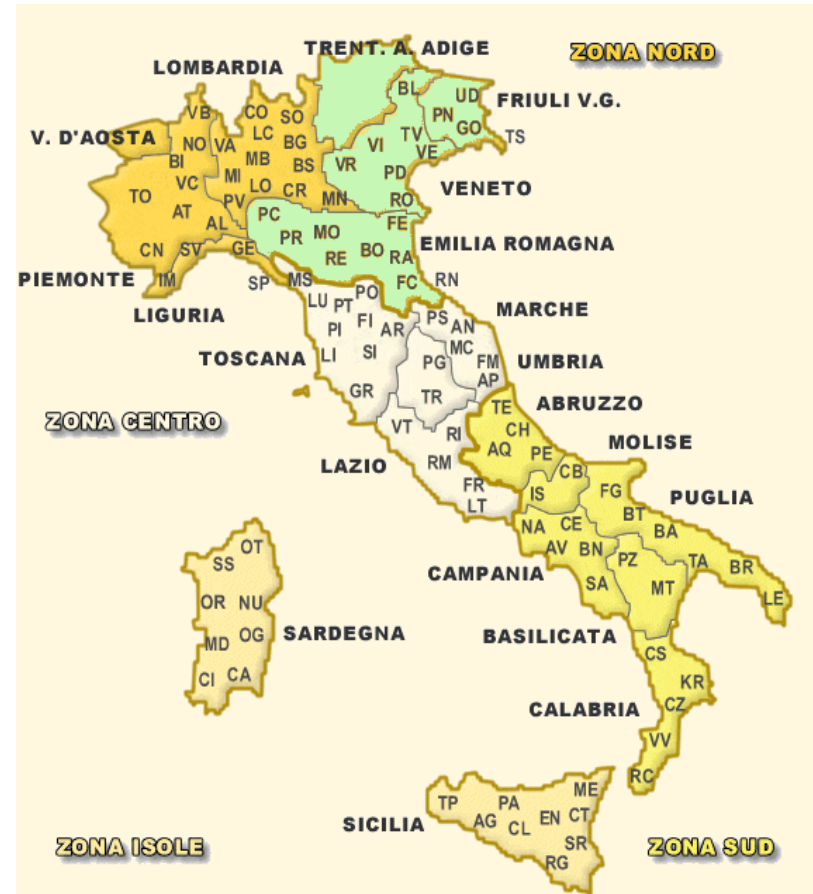 TRENT. A. ADIGE
ZONA NORD
LOMBARDIA
BL
UD
FRIULI V.G.
VB
CO
SO
PN
V. D'AOSTA
LC
TV
GO
TS
NO
VA
BG
VI
VE
BI
MB
BS
VR
VC
MI
PD
TO
LO
CR
MN
RO
VENETO
AT
PV
PC
AL
FE
PR
MO
CN
SV
GE
RE
BO
RA
EMILIA ROMAGNA
PIEMONTE
IM
SP
MS
FC
RN
LIGURIA
LU
PT
PO
PS
MARCHE
PI
FI
AR
AN
TOSCANA
LI
SI
MC
PG
FM
UMBRIA
AP
GR
TR
TE
ABRUZZO
ZONA CENTRO
VT
RI
CH
AQ
PE
MOLISE
LAZIO
RM
CB
FR
IS
FG
PUGLIA
LT
BT
NA
CE
BA
OT
AV
BN
PZ
TA
BR
SS
CAMPANIA
SA
MT
LE
OR
NU
SARDEGNA
MD
OG
BASILICATA
CS
CI
CA
KR
CALABRIA
CZ
VV
RC
TP
PA
ME
SICILIA
AG
CL
EN
CT
ZONA ISOLE
SR
ZONA SUD
RG